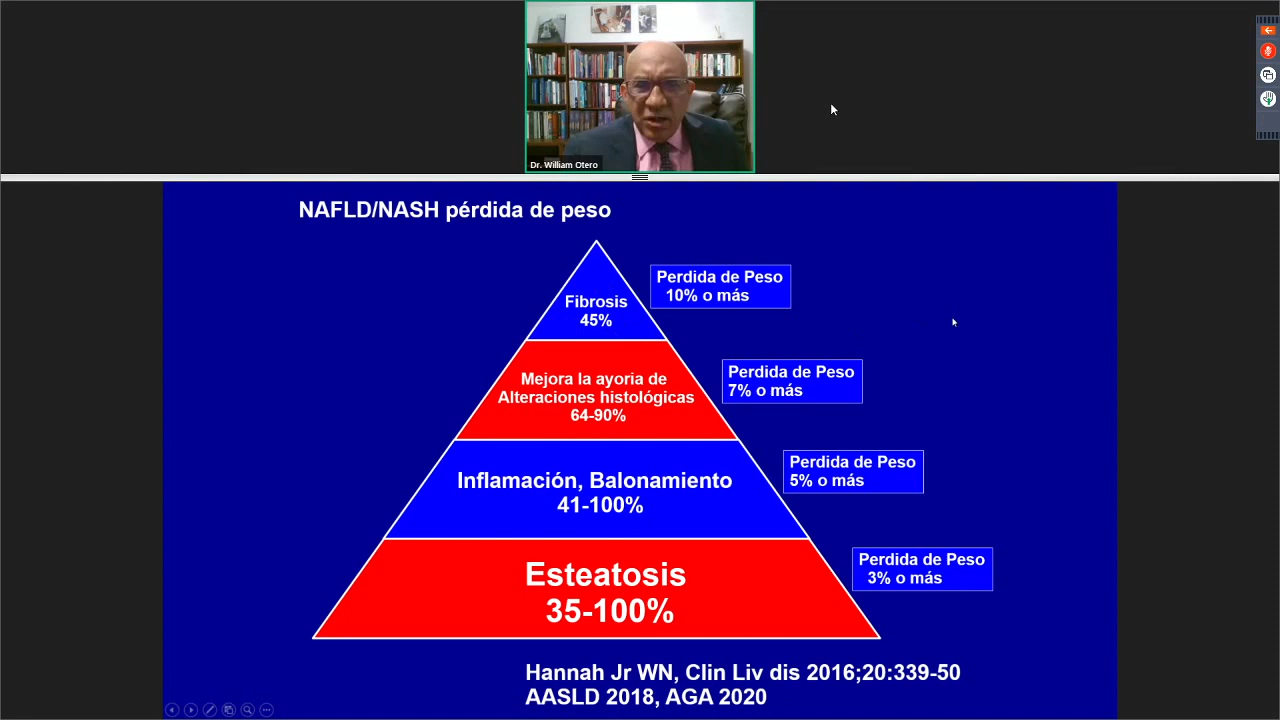 Dr. William Otero
NAFLD/NASH pérdida de peso
Fibrosis
45%
Perdida de Peso
10% o más
Mejora la ayoria de
Alteraciones histológicas
64-90%
Perdida de Peso
7% o más
Inflamación, Balonamiento
41-100%
Perdida de Peso
5% o más
Esteatosis
35-100%
Perdida de Peso
3% o más
Hannah Jr WN, Clin Liv dis 2016;20:339-50
AASLD 2018, AGA 2020